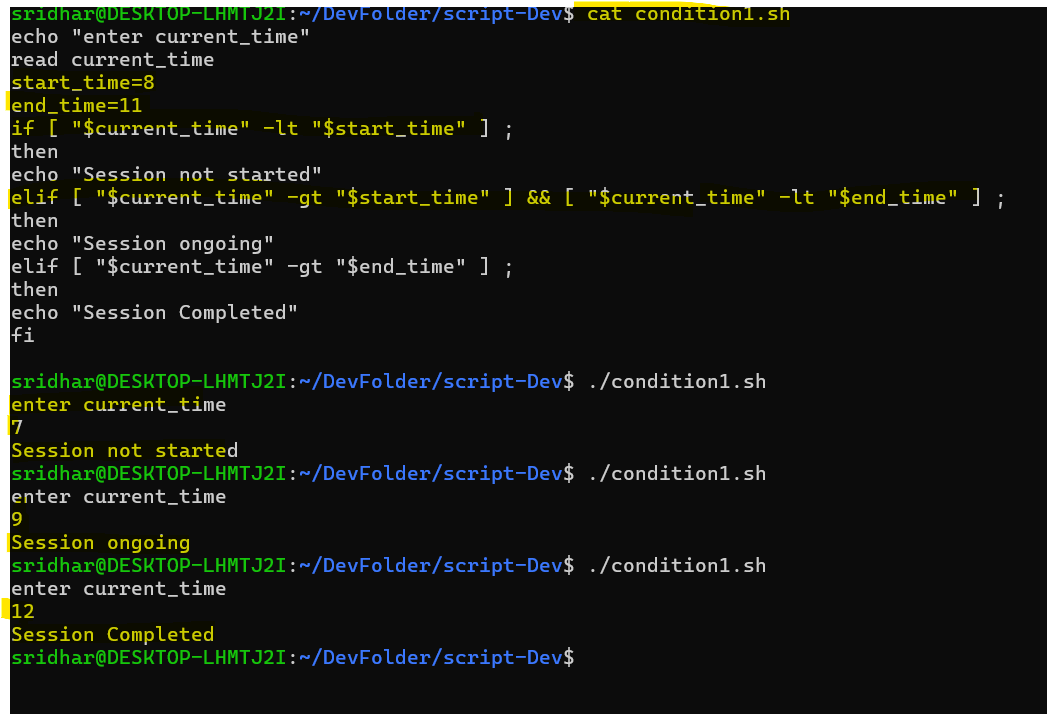 sridhar@DESKTOP-LHMTJ2I:~/DevFolder/script-Dev$ cat condition1.sh
echo "enter current_time"
read current_time
start_time=8
end_time=11
if [ "$current_time" -lt "$start_time" ] ;
then
echo "Session not started"
elif [ "$current_time" -gt "$start_time" ] && [ "$current_time" -lt "$end_time" ] ;
then
echo "Session ongoing"
elif [ "$current_time" -gt "$end_time" ] ;
then
echo "Session Completed"
fi
sridhar@DESKTOP-LHMTJ2I:~/DevFolder/script-Dev$ ./condition1.sh
enter current_time
7
Session not started
sridhar@DESKTOP-LHMTJ2I:~/DevFolder/script-Dev$ ./condition1.sh
enter current_time
9
Session ongoing
sridhar@DESKTOP-LHMTJ2I:~/DevFolder/script-Dev$ ./condition1.sh
enter current_time
12
Session Completed
sridhar@DESKTOP-LHMTJ2I:~/DevFolder/script-Dev$